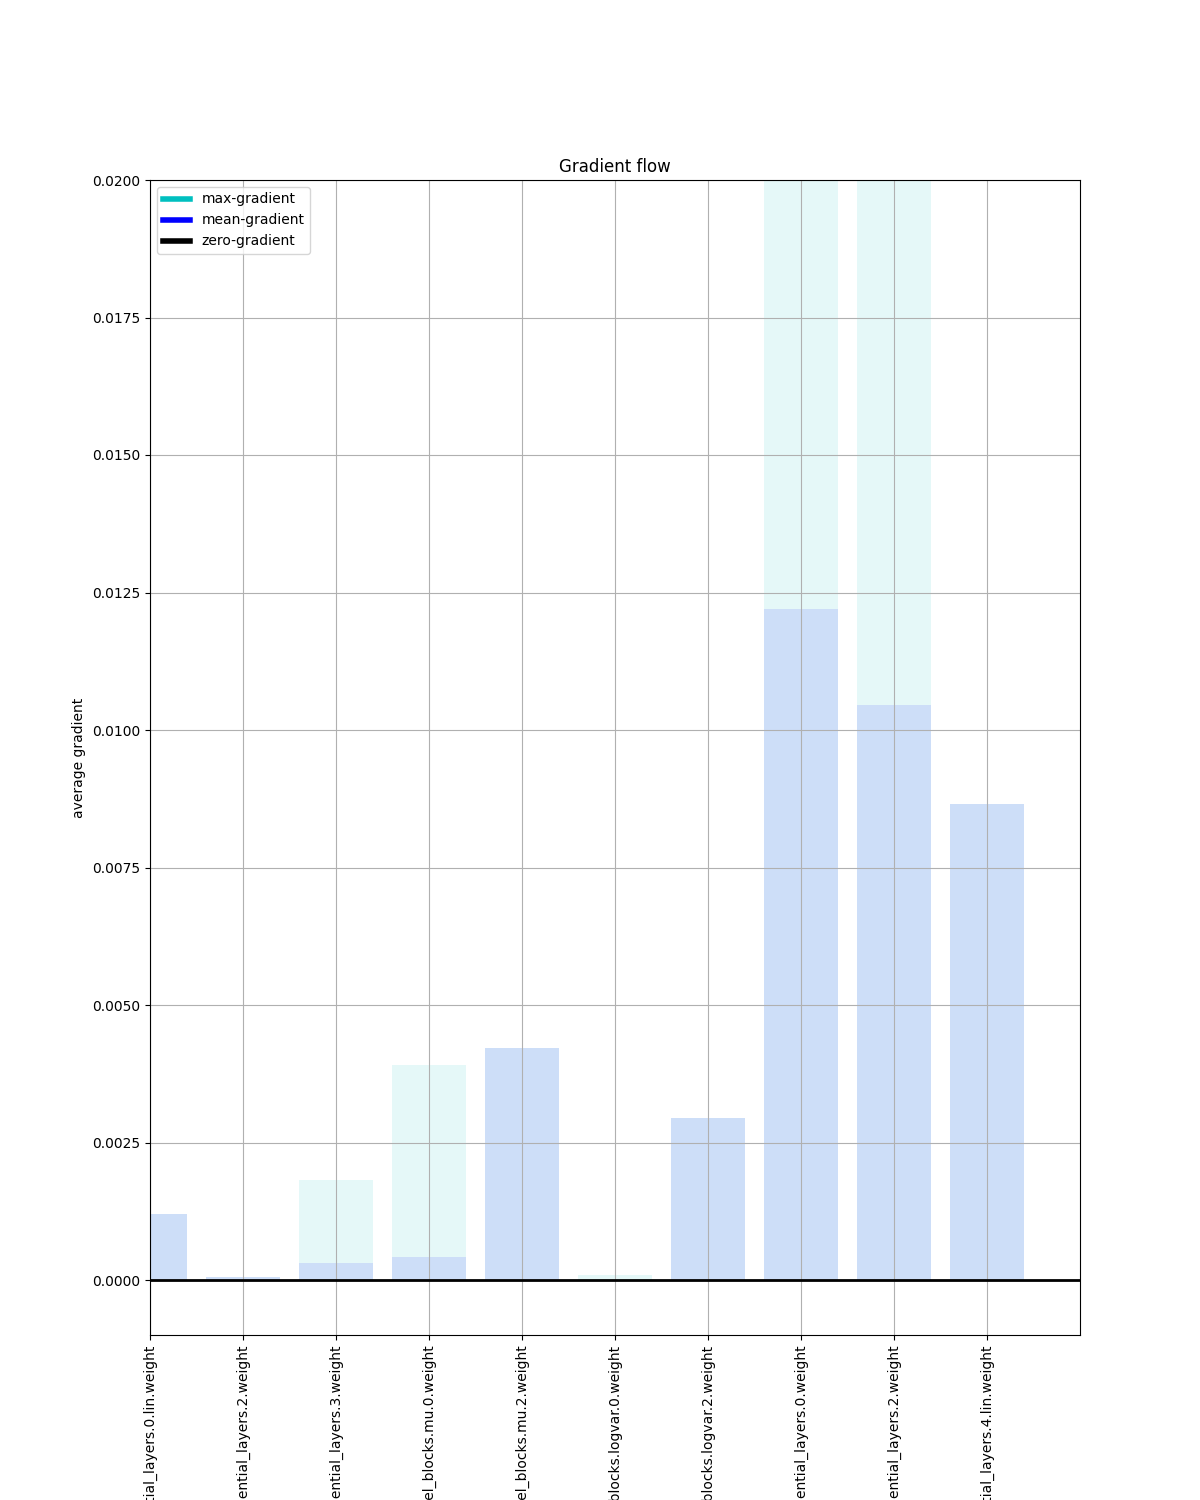 Gradient flow
max-gradient
mean-gradient
zero-gradient
0.0200
0.0175
0.0150
0.0125
0.0100
0.0075
0.0050
0.0025
0.0000
average gradient
tial_layers.0.lin.weight
ential_layers.2.weight
ential_layers.3.weight
el_blocks.mu.0.weight
el_blocks.mu.2.weight
blocks.logvar.0.weight
blocks.logvar.2.weight
ential_layers.0.weight
ential_layers.2.weight
tial_layers.4.lin.weight